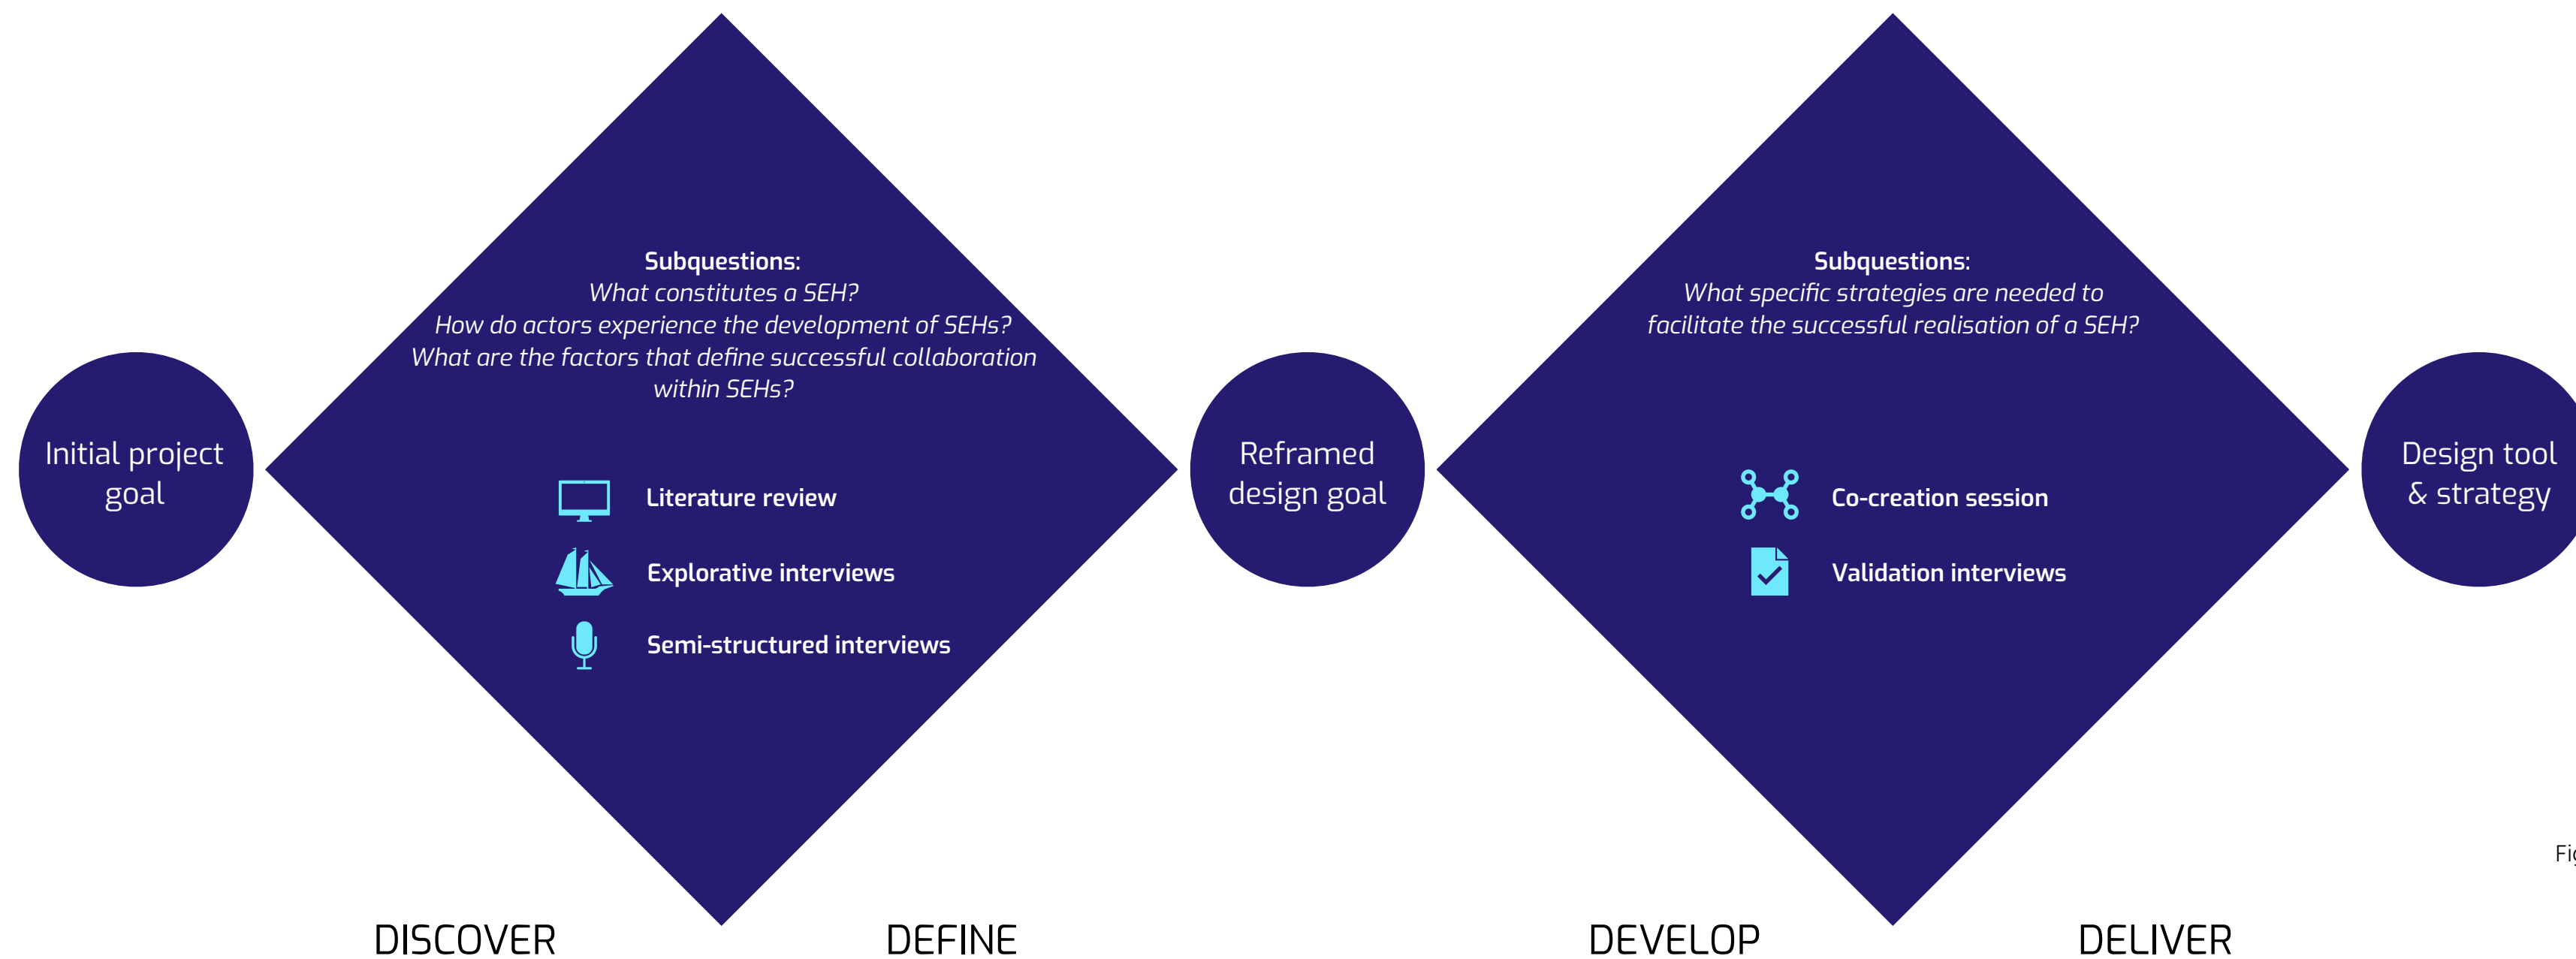 Initial project
goal
Subquestions:
What constitutes a SEH?
How do actors experience the development of SEHs?
What are the factors that define successful collaboration
within SEHs?
Literature review
Explorative interviews
Semi-structured interviews
Reframed
design goal
Subquestions:
What specific strategies are needed to
facilitate the successful realisation of a SEH?
Co-creation session
Validation interviews
Design tool
& strategy
DISCOVER
DEFINE
DEVELOP
DELIVER